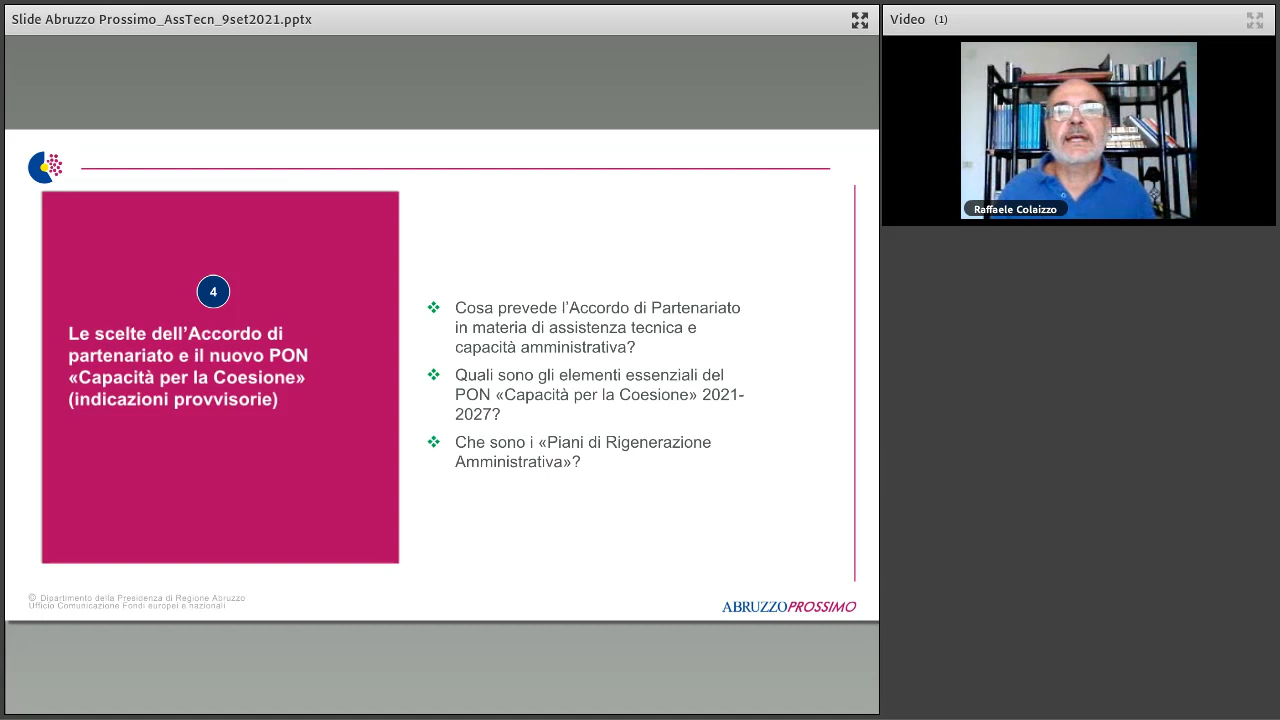 Slide Abruzzo Prossimo_AssTecn_9set2021.pptx
Video (1)
Raffaele Colaizzo
4
Le scelte dell’Accordo di
partenariato e il nuovo PON
«Capacità per la Coesione»
(indicazioni provvisorie)
Cosa prevede l’Accordo di Partenariato
in materia di assistenza tecnica e
capacità amministrativa?
Quali sono gli elementi essenziali del
PON «Capacità per la Coesione» 2021-
2027?
Che sono i «Piani di Rigenerazione
Amministrativa»?
© Dipartimento della Presidenza di Regione Abruzzo
Ufficio Comunicazione Fondi europei e nazionali
ABRUZZOPROSSIMO